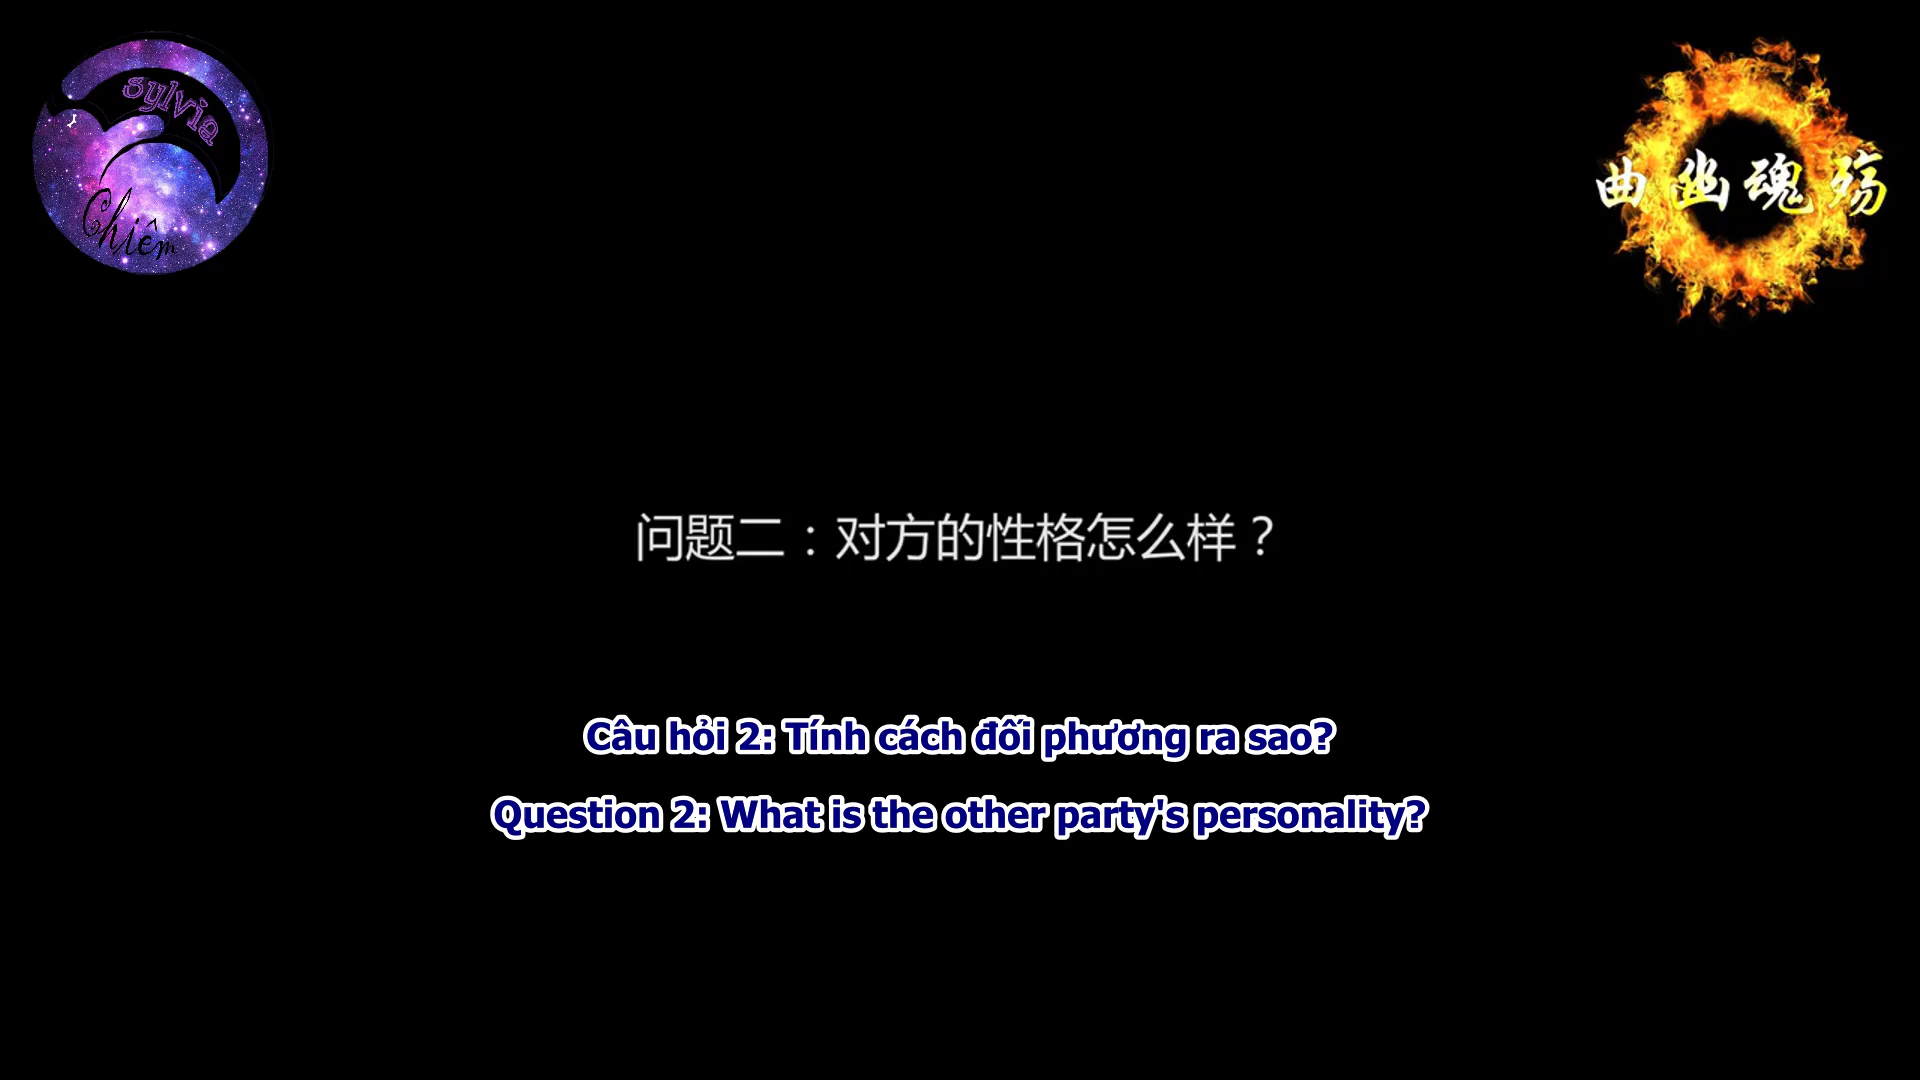 sylvia
Chiêm
曲幽魂殇
问题二：对方的性格怎么样？
Câu hỏi 2: Tính cách đối phương ra sao?
Question 2: What is the other party's personality?